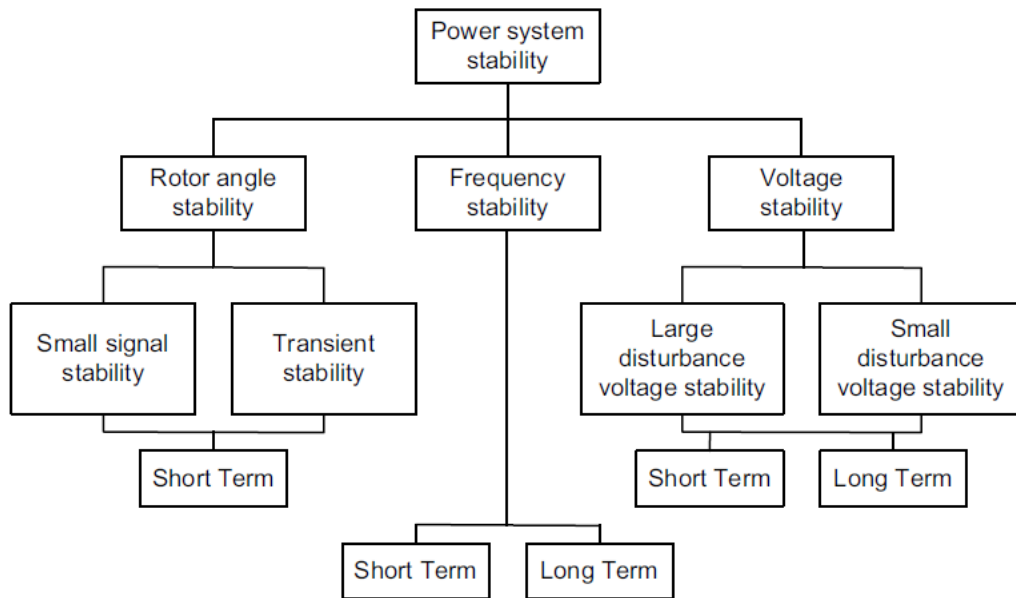 Power system
stability
Rotor angle
stability
Frequency
stability
Voltage
stability
Small signal
stability
Transient
stability
Large
disturbance
voltage stability
Small
disturbance
voltage stability
Short Term
Short Term
Long Term
Short Term
Long Term